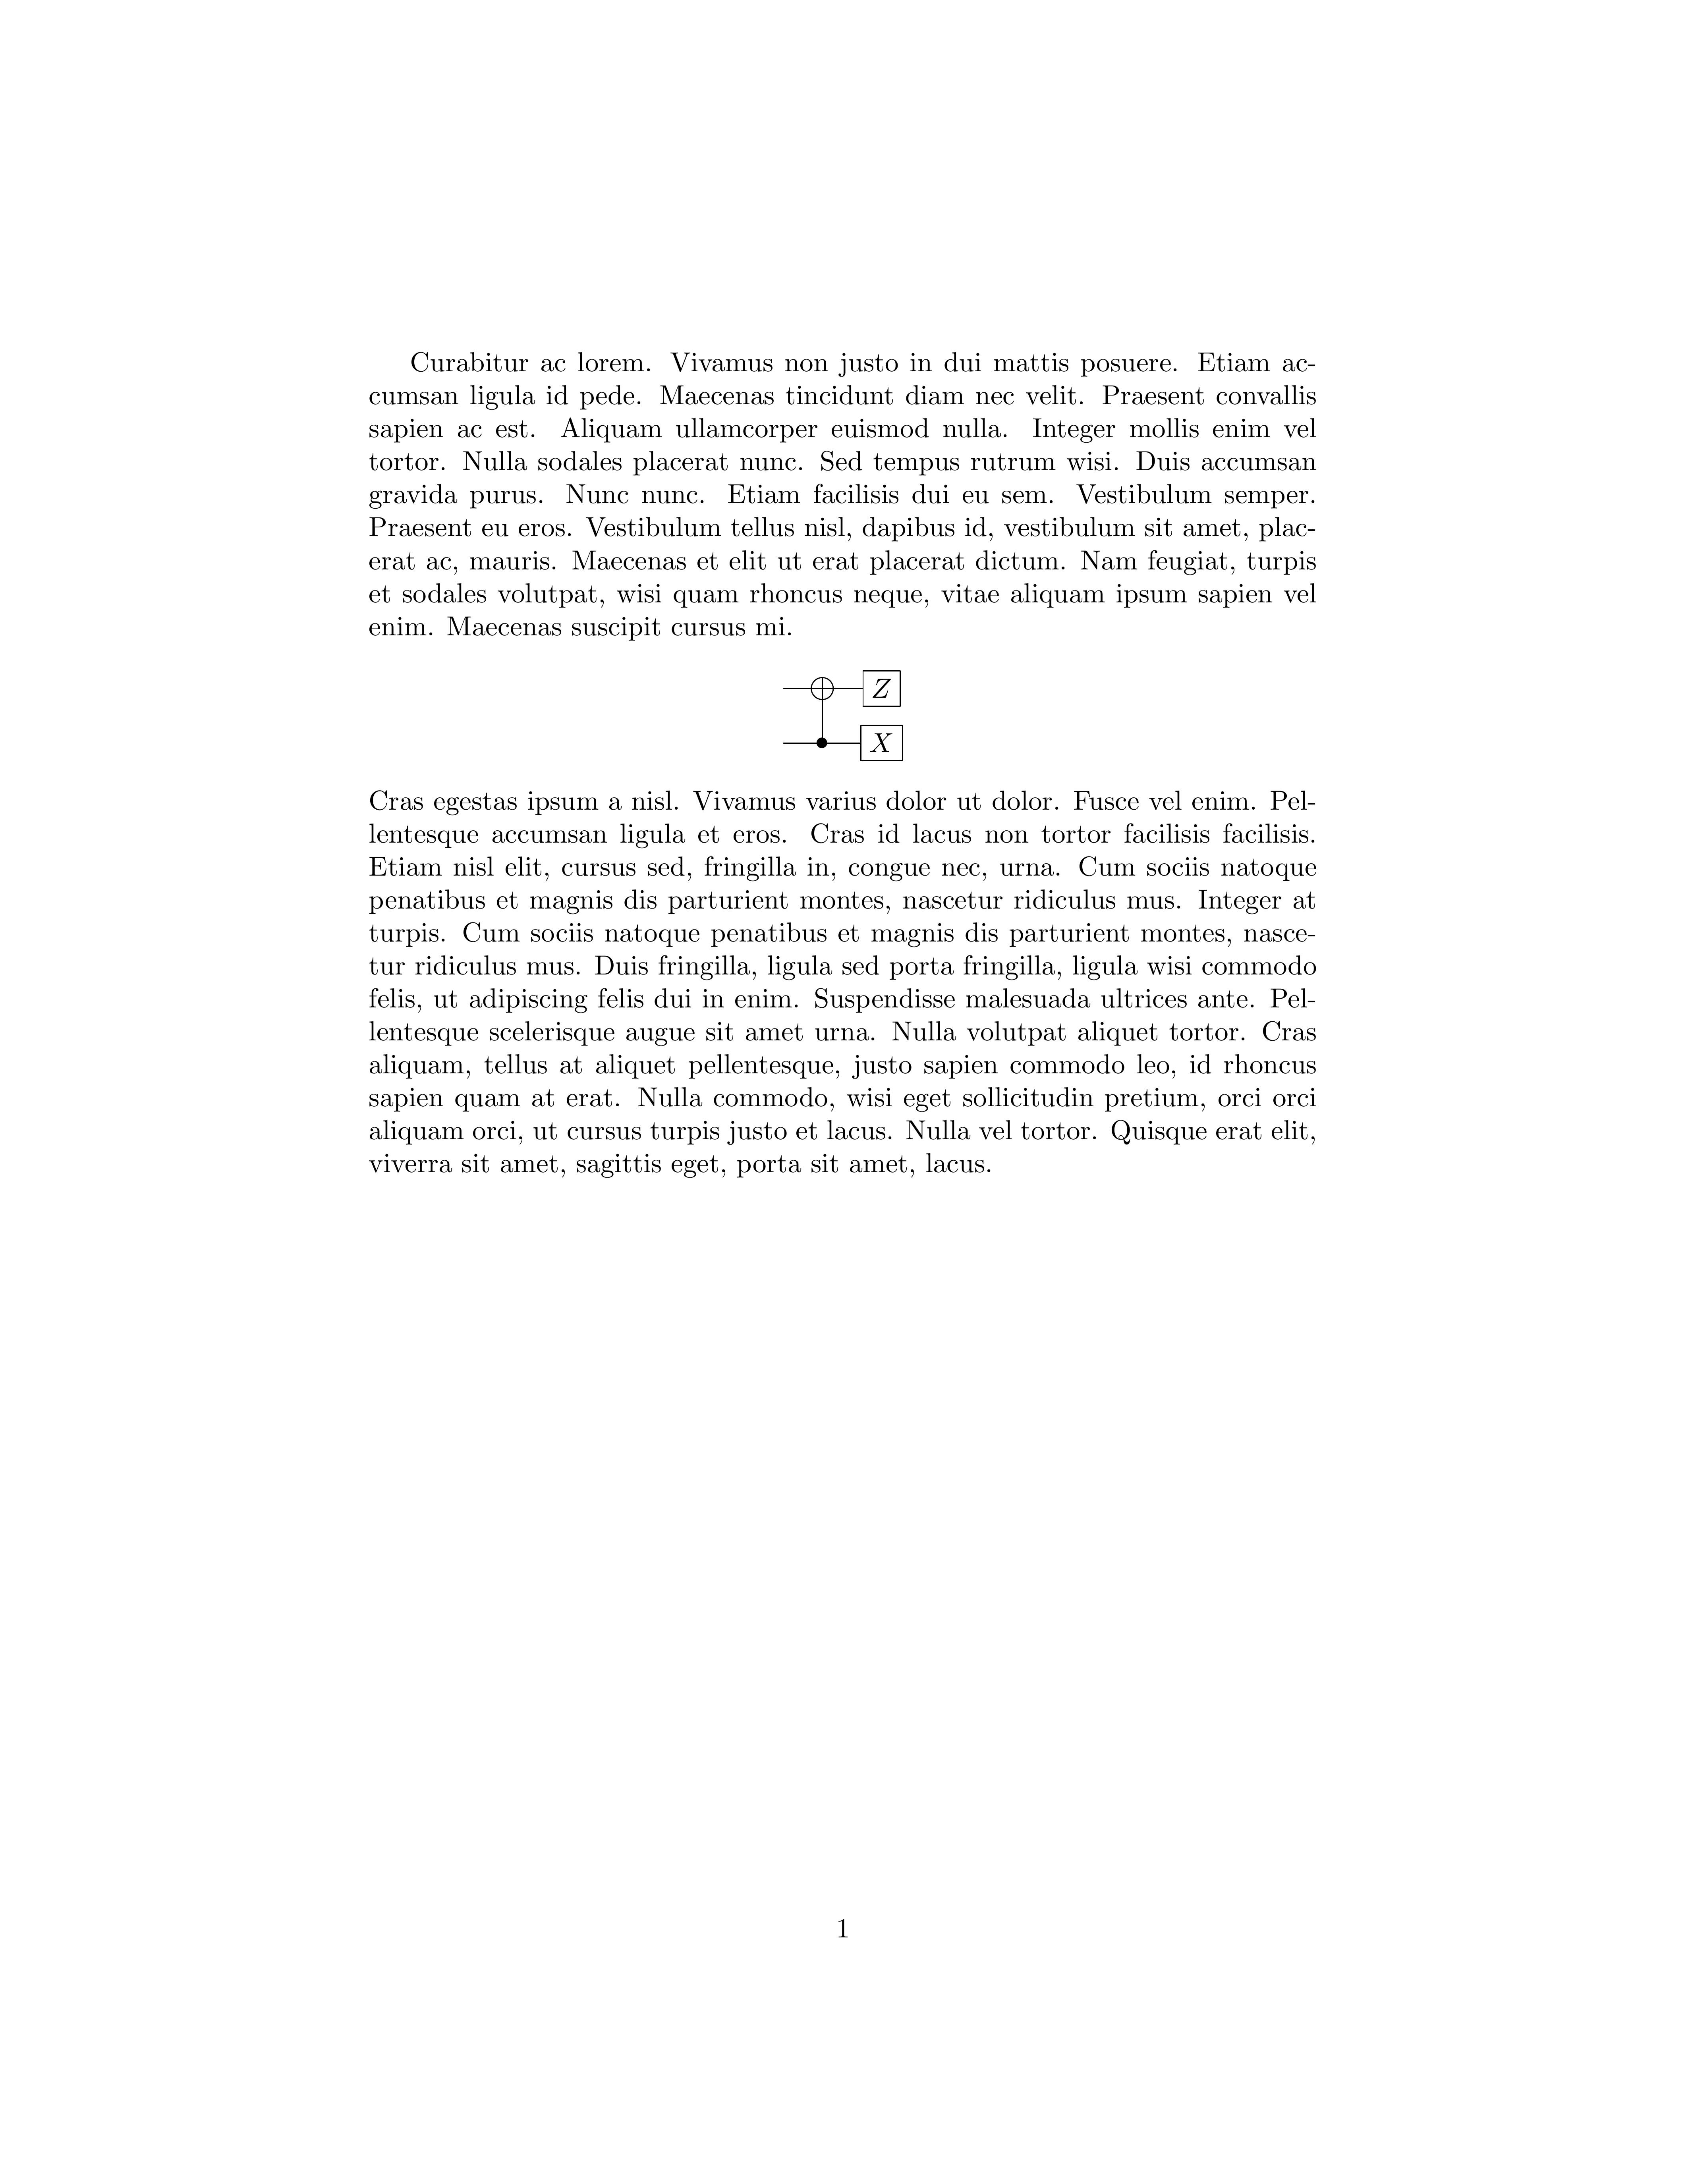 Curabitur ac lorem. Vivamus non justo in dui mattis posuere. Etiam ac-
cumsan ligula id pede. Maecenas tincidunt diam nec velit. Praesent convallis
sapien ac est. Aliquam ullamcorper euismod nulla. Integer mollis enim vel
tortor. Nulla sodales placerat nunc. Sed tempus rutrum wisi. Duis accumsan
gravida purus. Nunc nunc. Etiam facilisis dui eu sem. Vestibulum semper.
Praesent eu eros. Vestibulum tellus nisl, dapibus id, vestibulum sit amet, plac-
erat ac, mauris. Maecenas et elit ut erat placerat dictum. Nam feugiat, turpis
et sodales volutpat, wisi quam rhoncus neque, vitae aliquam ipsum sapien vel
enim. Maecenas suscipit cursus mi.
Z
X
Cras egestas ipsum a nisl. Vivamus varius dolor ut dolor. Fusce vel enim. Pel-
lentesque accumsan ligula et eros. Cras id lacus non tortor facilisis facilisis.
Etiam nisl elit, cursus sed, fringilla in, congue nec, urna. Cum sociis natoque
penatibus et magnis dis parturient montes, nascetur ridiculus mus. Integer at
turpis. Cum sociis natoque penatibus et magnis dis parturient montes, nasce-
tur ridiculus mus. Duis fringilla, ligula sed porta fringilla, ligula wisi commodo
felis, ut adipiscing felis dui in enim. Suspendisse malesuada ultrices ante. Pel-
lentesque scelerisque augue sit amet urna. Nulla volutpat aliquet tortor. Cras
aliquam, tellus at aliquet pellentesque, justo sapien commodo leo, id rhoncus
sapien quam at erat. Nulla commodo, wisi eget sollicitudin pretium, orci orci
aliquam orci, ut cursus turpis justo et lacus. Nulla vel tortor. Quisque erat elit,
viverra sit amet, sagittis eget, porta sit amet, lacus.
1